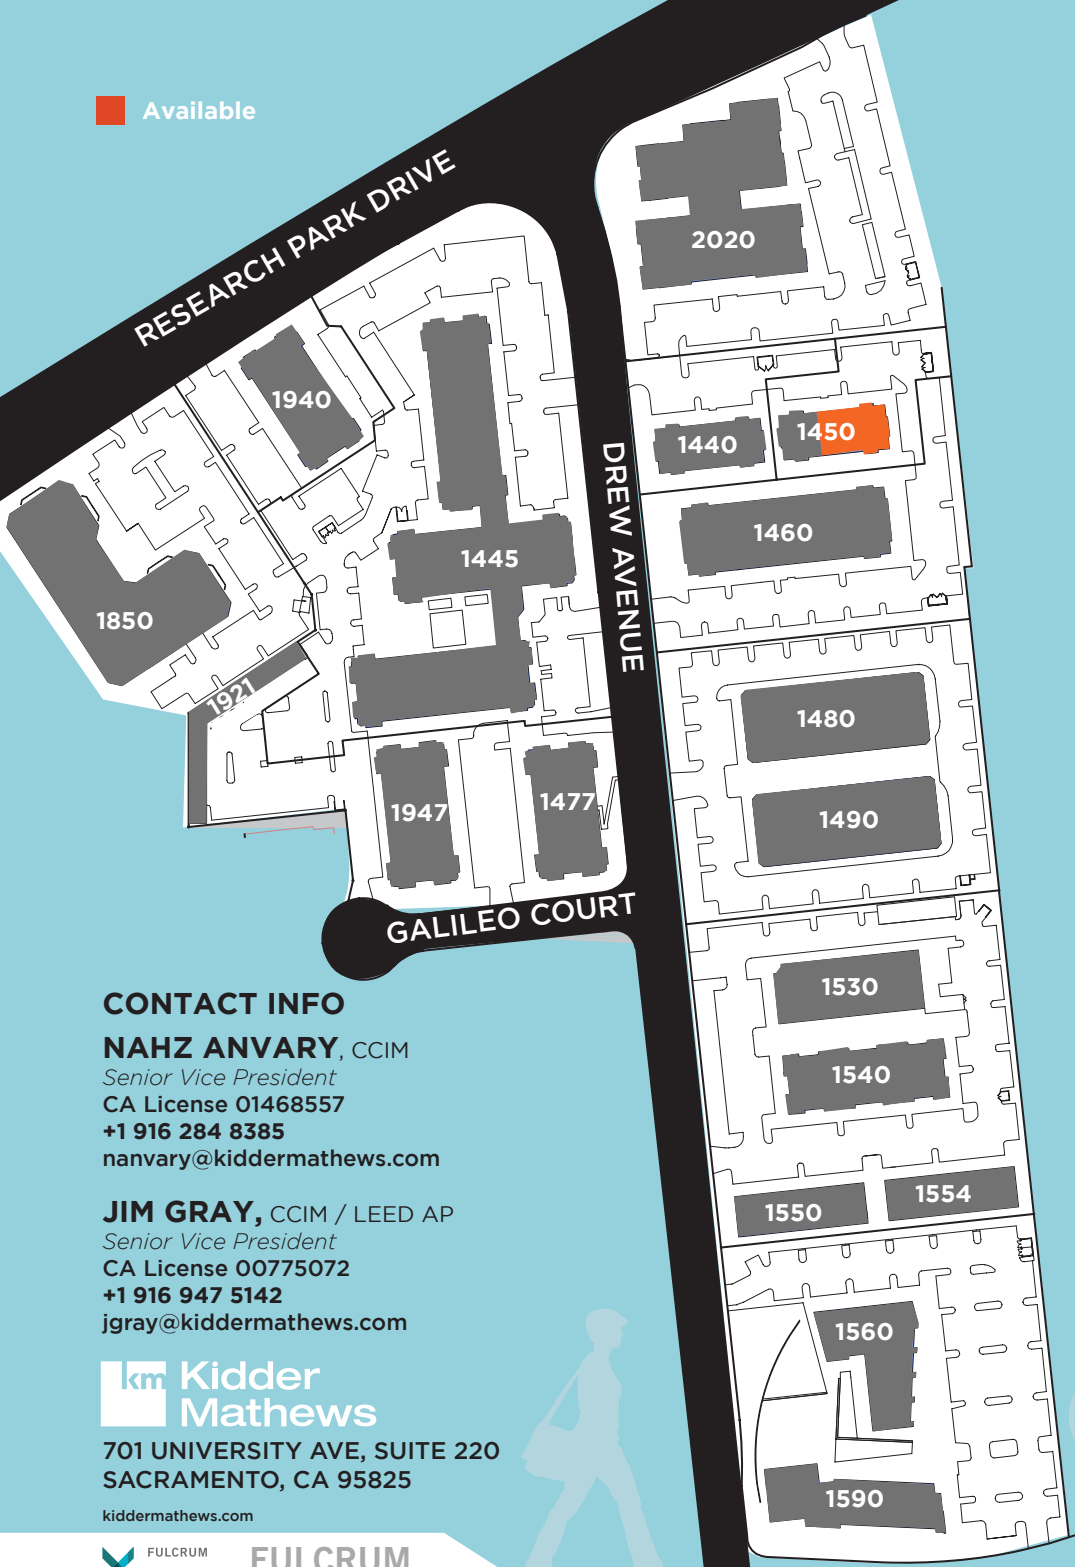 Available
RESEARCH PARK DRIVE
2020
1940
1440
1450
DREW AVENUE
1460
1445
1850
1921
1480
1947
1477
1490
GALILEO COURT
1530
1540
1550
1554
1560
1590
CONTACT INFO
NAHZ ANVARY, CCIM
Senior Vice President
CA License 01468557
+1 916 284 8385
nanvary@kiddermathews.com
JIM GRAY, CCIM / LEED AP
Senior Vice President
CA License 00775072
+1 916 947 5142
jgray@kiddermathews.com
km Kidder
Mathews
701 UNIVERSITY AVE, SUITE 220
SACRAMENTO, CA 95825
kiddermathews.com
FULCRUM
FULCRUM